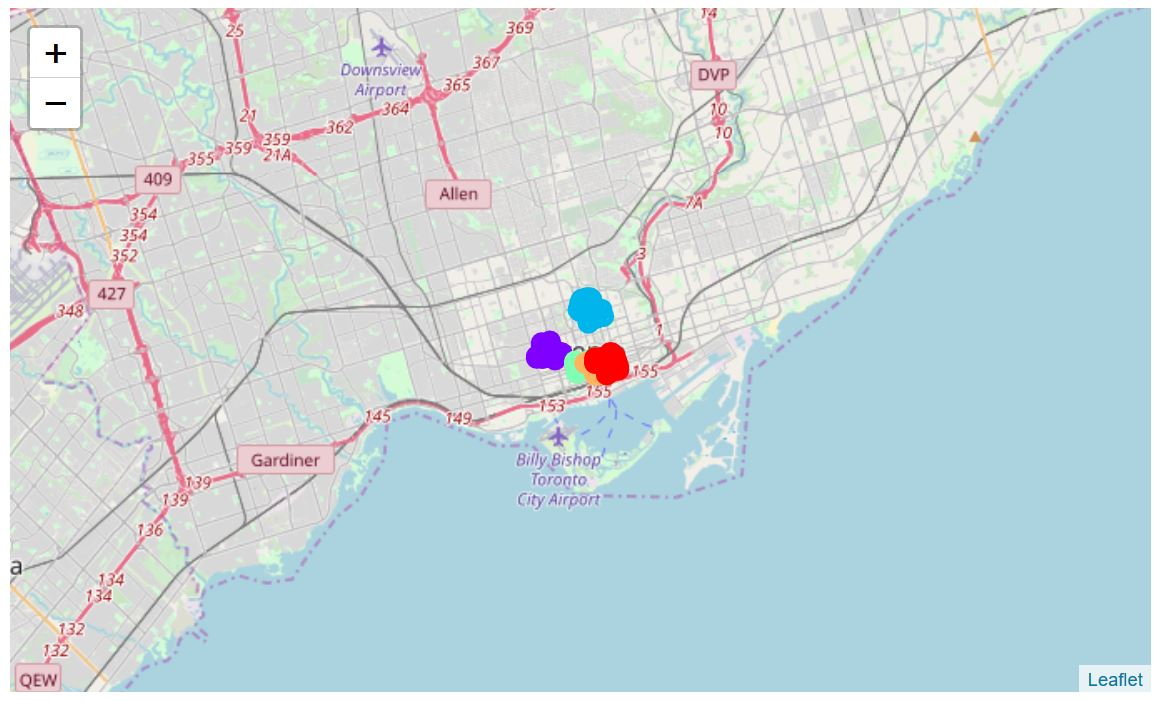 +
−
25
369
14
367
Downsview
Airport
365
DVP
364
21
10
362
10
359
359
21A
355
409
Allen
7A
354
354
352
3
427
348
1
155
155
153
145
149
Billy Bishop
Toronto
City Airport
Gardiner
139
139
136
a
134
134
132
132
QEW
Leaflet